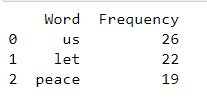 Word Frequency
0 us 26
1 let 22
2 peace 19